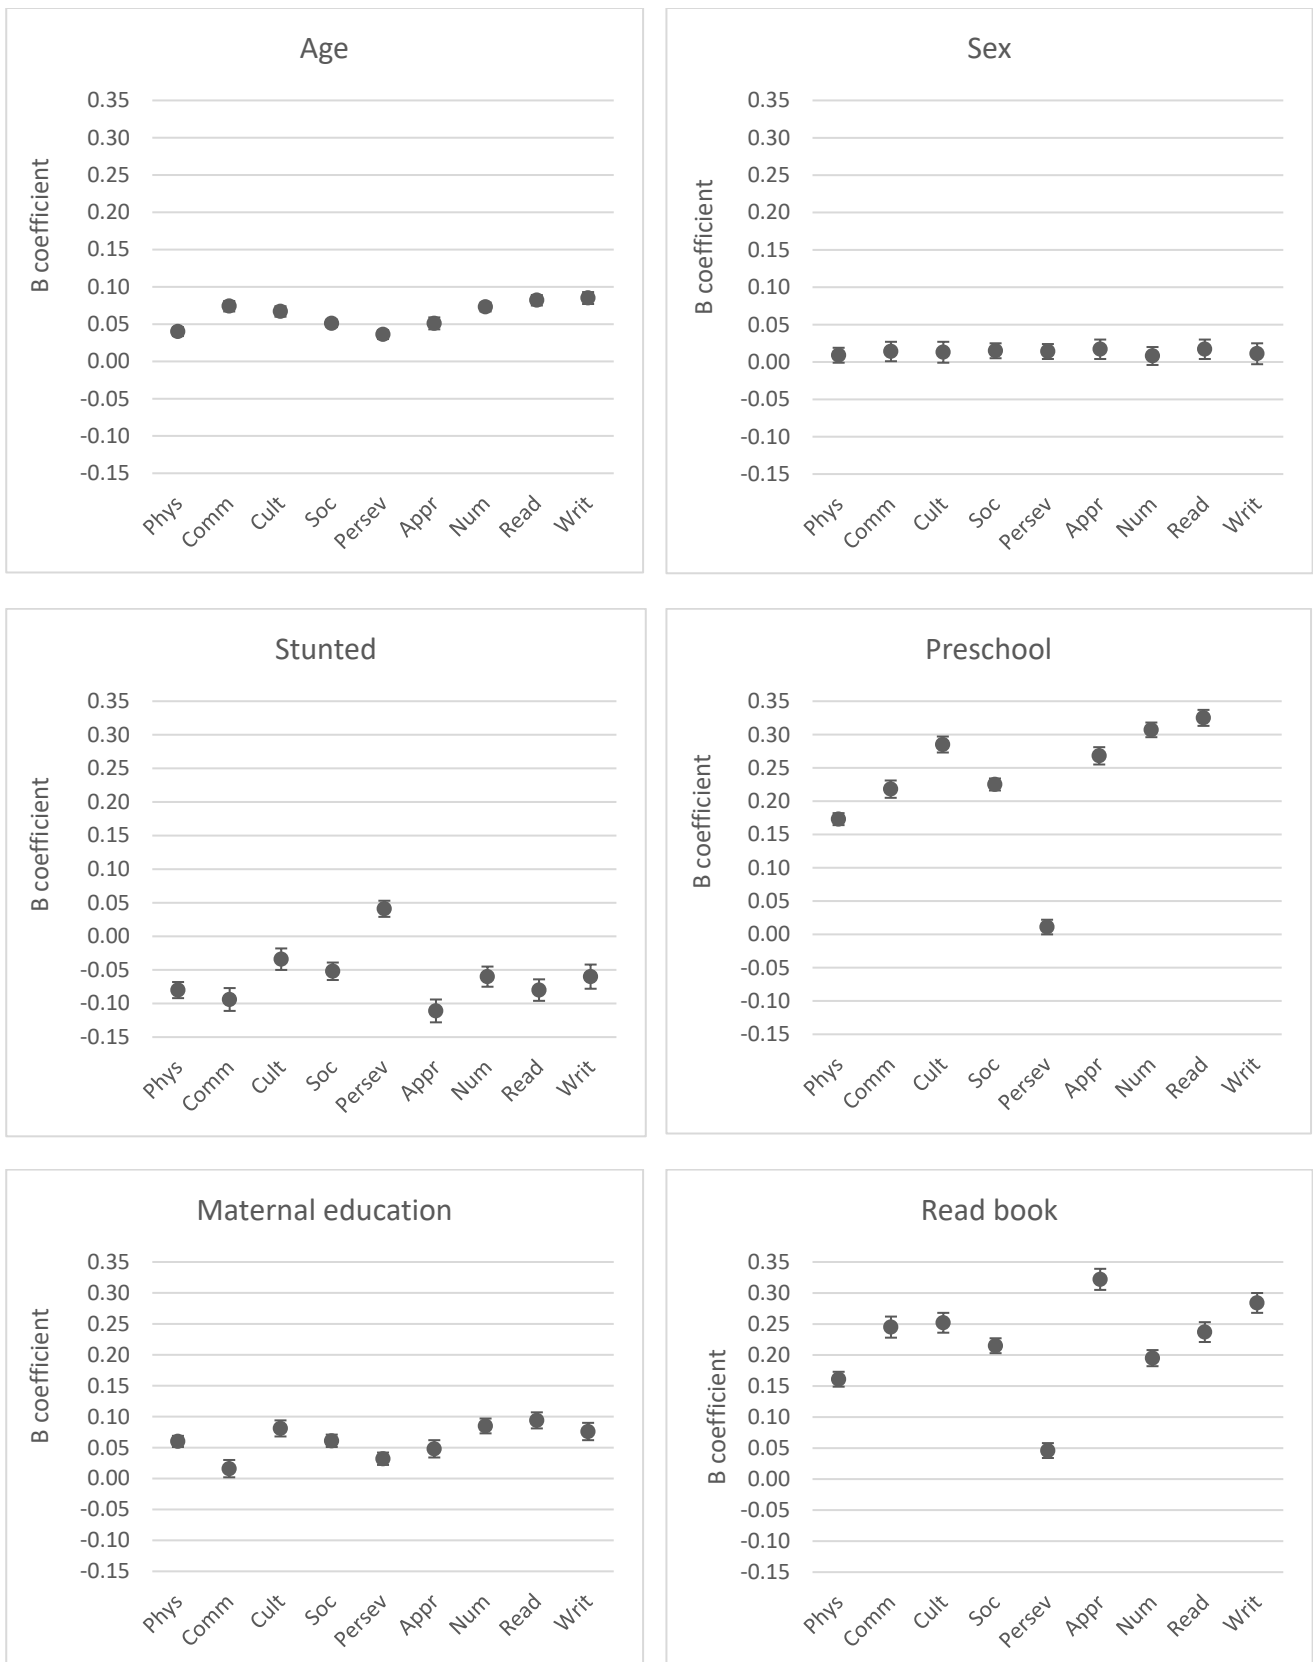 Age
B coefficient
0.35
0.30
0.25
0.20
0.15
0.10
0.05
0.00
-0.05
-0.10
-0.15
Phys
Comm
Cult
Soc
Persev
Appr
Num
Read
Writ
Sex
B coefficient
0.35
0.30
0.25
0.20
0.15
0.10
0.05
0.00
-0.05
-0.10
-0.15
Phys
Comm
Cult
Soc
Persev
Appr
Num
Read
Writ
Stunted
B coefficient
0.35
0.30
0.25
0.20
0.15
0.10
0.05
0.00
-0.05
-0.10
-0.15
Phys
Comm
Cult
Soc
Persev
Appr
Num
Read
Writ
Preschool
B coefficient
0.35
0.30
0.25
0.20
0.15
0.10
0.05
0.00
-0.05
-0.10
-0.15
Phys
Comm
Cult
Soc
Persev
Appr
Num
Read
Writ
Maternal education
B coefficient
0.35
0.30
0.25
0.20
0.15
0.10
0.05
0.00
-0.05
-0.10
-0.15
Phys
Comm
Cult
Soc
Persev
Appr
Num
Read
Writ
Read book
B coefficient
0.35
0.30
0.25
0.20
0.15
0.10
0.05
0.00
-0.05
-0.10
-0.15
Phys
Comm
Cult
Soc
Persev
Appr
Num
Read
Writ